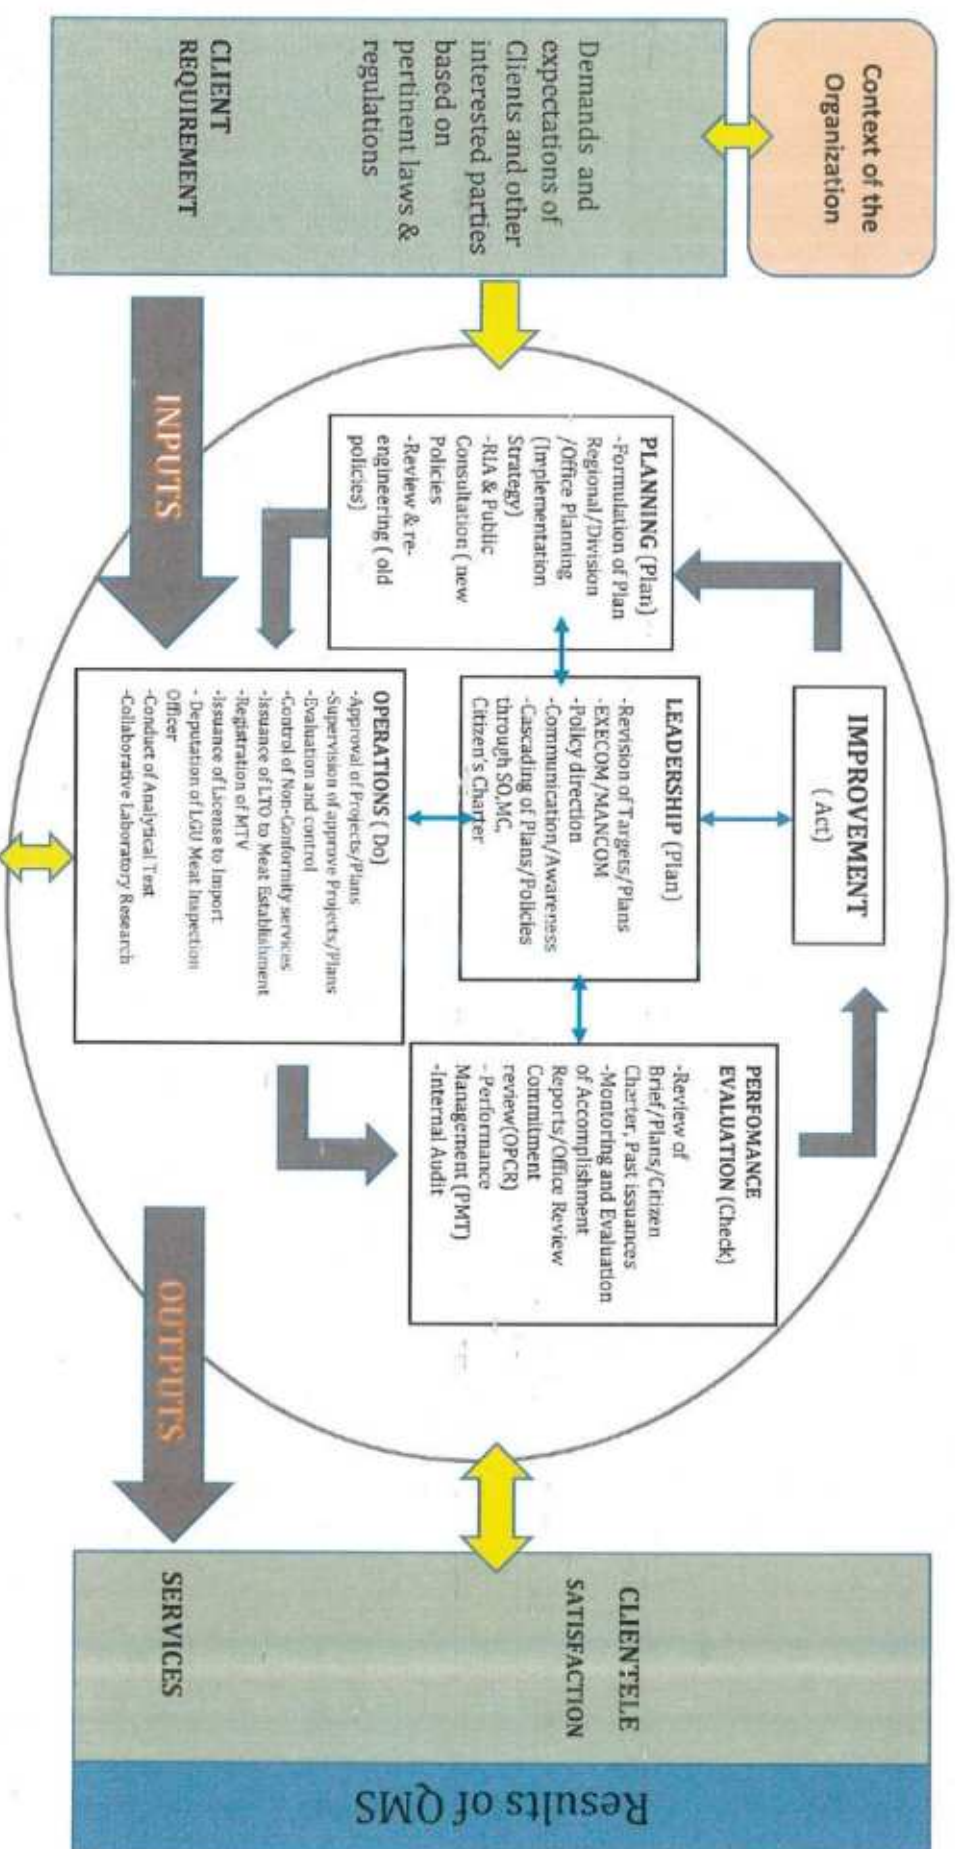 Context of the
Organization
Demands and
expectations of
Clients and other
interested parties
based on
pertinent laws &
regulations
CLIENT
REQUIREMENT
INPUTS
PLANNING (Plan)
-Formulation of Plan
Regional/Division
/Office Planning
(Implementation
Strategy)
-RIA & Public
Consultation ( new
Policies
-Review & re-
engineering ( old
policies)
IMPROVEMENT
( Act)
LEADERSHIP (Plan)
-Revision of Targets/Plans
-EXECOM/MANCOM
-Policy direction
-Communication/Awareness
-Cascading of Plans/Policies
through SO,MC,
Citizen's Charter
OPERATIONS ( Do)
-Approval of Projects/Plans
-Supervision of approve Projects/Plans
-Evaluation and control
-Control of Non-Conformity services
-Issuance of LTO to Meat Establishment
-Registration of MTV
-Issuance of License to Import
- Deputation of LGU Meat Inspection
Officer
-Conduct of Analytical Test
-Collaborative Laboratory Research
PERFOMANCE
EVALUATION (Check)
-Review of
Brief/Plans/Citizen
Charter, Past issuances
-Montoring and Evaluation
of Accomplishment
Reports/Office Review
Commitment
review(OPCR)
- Performance
Management (PMT)
-Internal Audit
OUTPUTS
CLIENTELE
SATISFACTION
SERVICES
Results of QMS